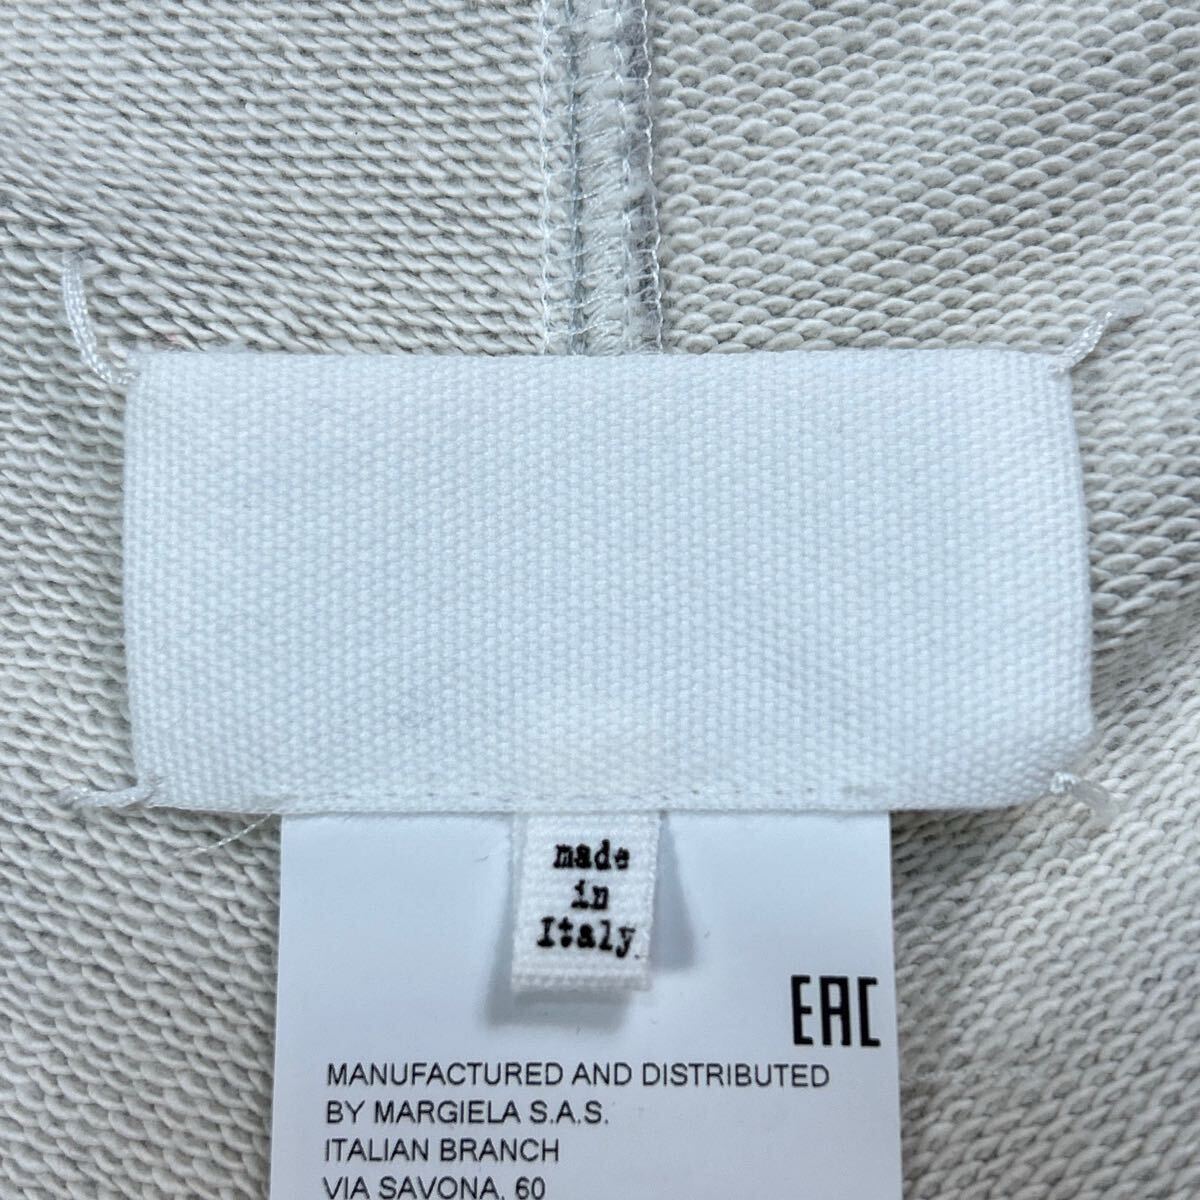 made
in
Italy
EAC
MANUFACTURED AND DISTRIBUTED
BY MARGIELA S.A.S.
ITALIAN BRANCH
VIA SAVONA, 60